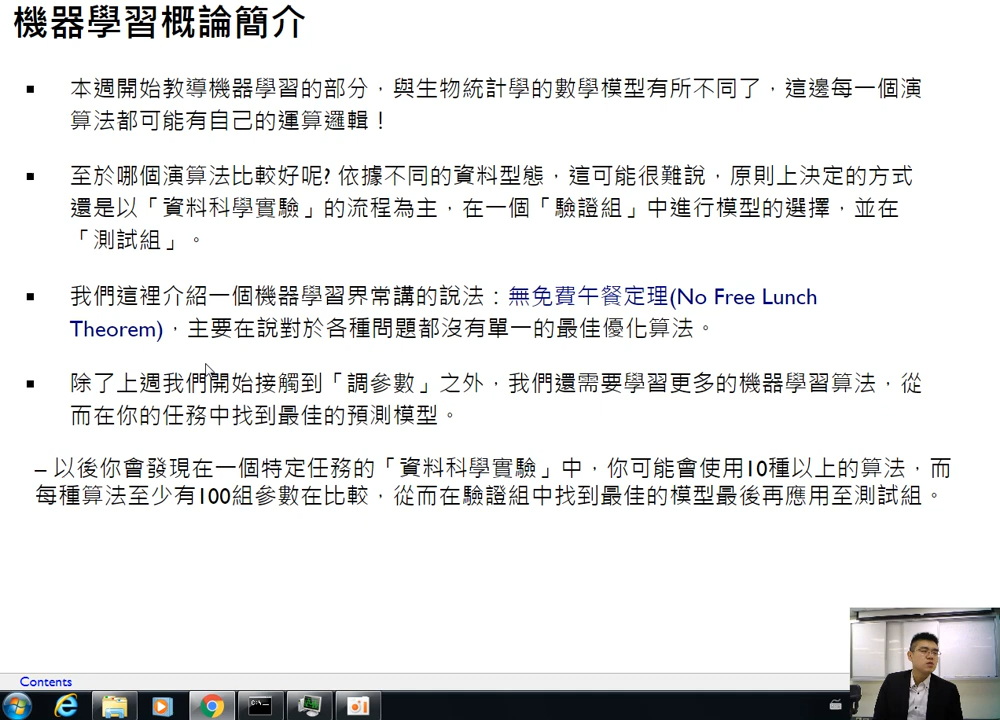 機器學習概論簡介
▪ 本週開始教導機器學習的部分，與生物統計學的數學模型有所不同了，這邊每一個演
算法都可能有自己的運算邏輯！
▪ 至於哪個演算法比較好呢? 依據不同的資料型態，這可能很難說，原則上決定的方式
還是以「資料科學實驗」的流程為主，在一個「驗證組」中進行模型的選擇，並在
「測試組」。
▪ 我們這裡介紹一個機器學習界常講的說法：無免費午餐定理(No Free Lunch
Theorem)，主要在說對於各種問題都沒有單一的最佳優化算法。
▪ 除了上週我們開始接觸到「調參數」之外，我們還需要學習更多的機器學習算法，從
而在你的任務中找到最佳的預測模型。
– 以後你會發現在一個特定任務的「資料科學實驗」中，你可能會使用10種以上的算法，而
每種算法至少有100組參數在比較，從而在驗證組中找到最佳的模型最後再應用至測試組。
Contents